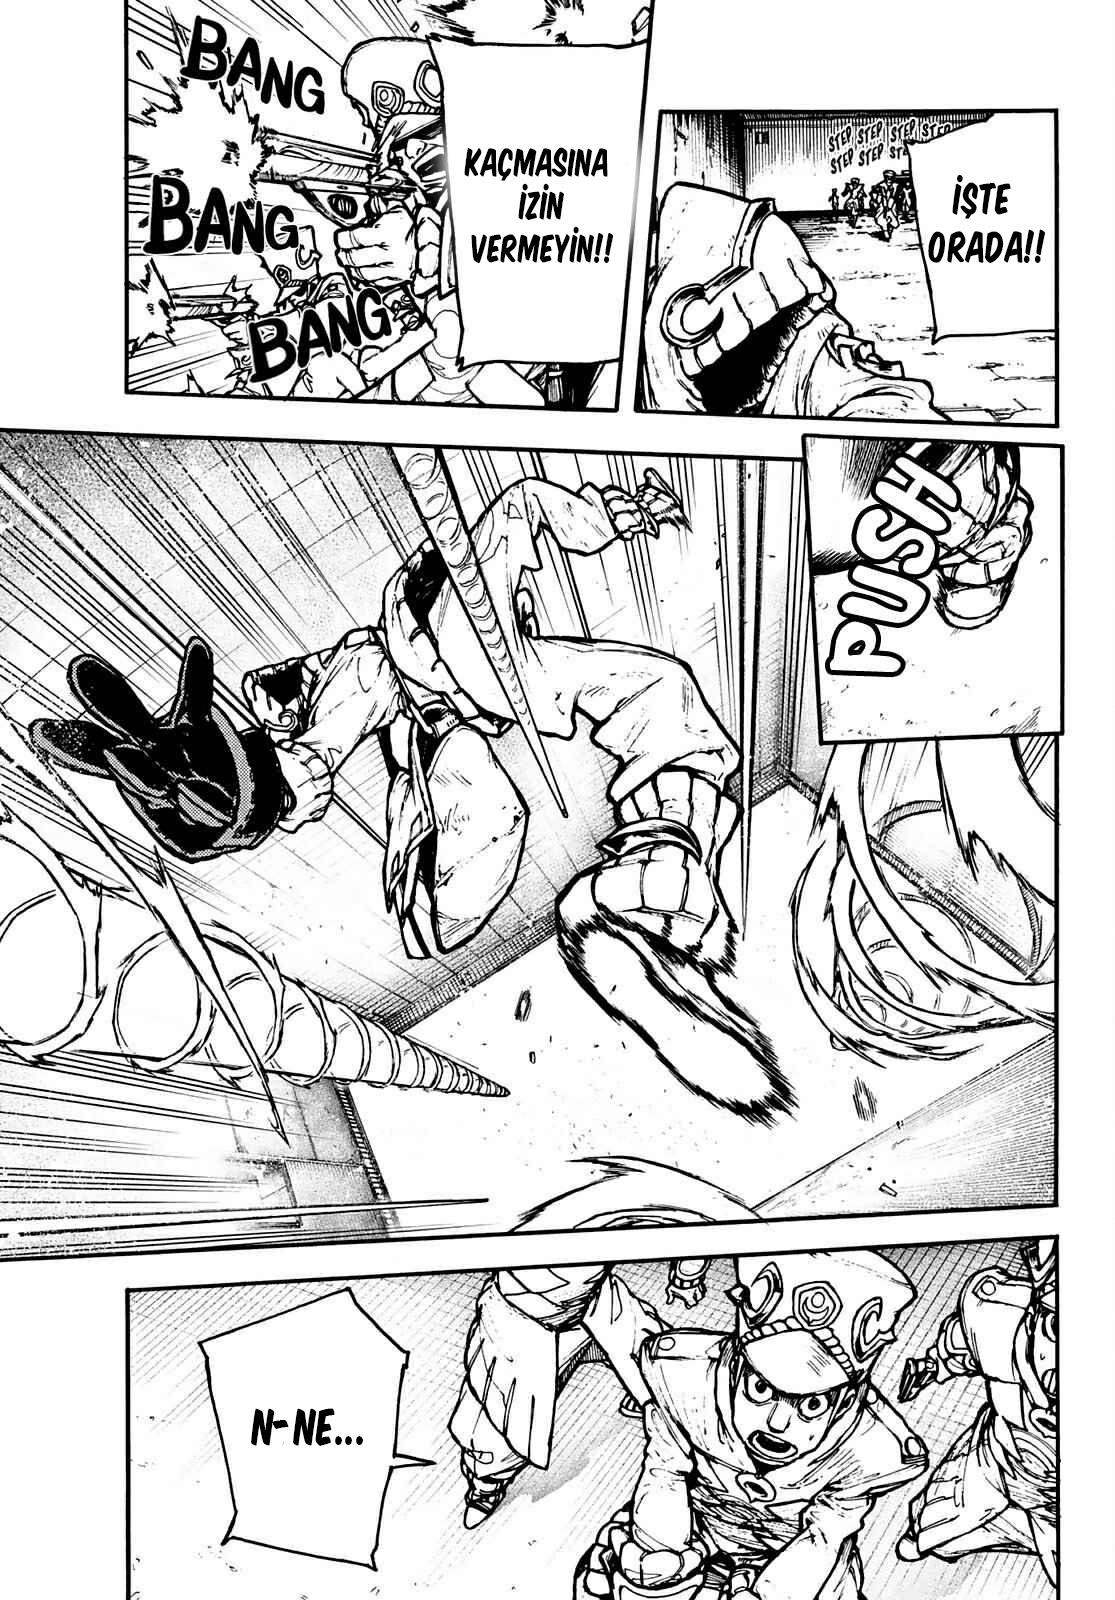 STEP STEP STEP STEP
STEP STEP STEP
İŞTE
ORADA!!
KAÇMASINA
İZİN
VERMEYİN!!
BANG
BANG
BANG
PUSH
N-NE...